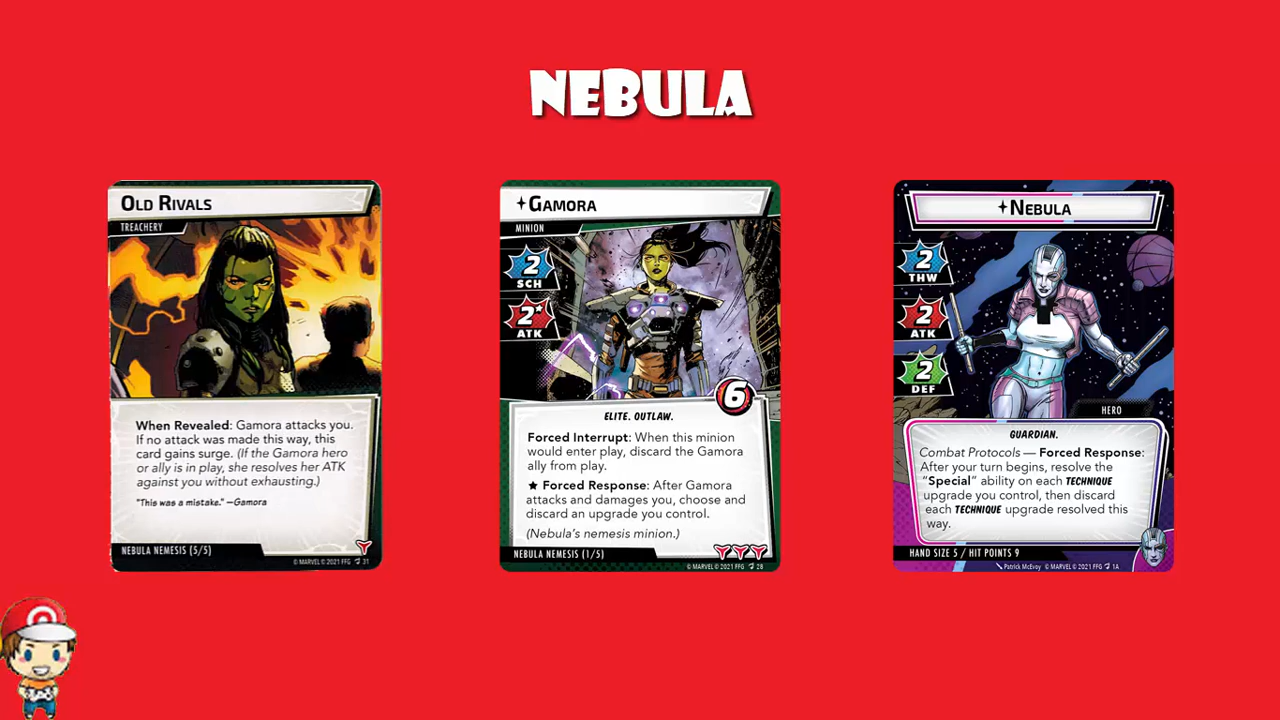 NEBULA
OLD RIVALS
TREACHERY
When Revealed: Gamora attacks you.
If no attack was made this way, this
card gains surge. (If the Gamora hero
or ally is in play, she resolves her ATK
against you without exhausting.)
"This was a mistake." —Gamora
NEBULA NEMESIS (5/5)
© MARVEL © 2021 FFG 31
GAMORA
MINION
2
SCH
2*
ATK
6
ELITE. OUTLAW.
Forced Interrupt: When this minion
would enter play, discard the Gamora
ally from play.
★ Forced Response: After Gamora
attacks and damages you, choose and
discard an upgrade you control.
(Nebula's nemesis minion.)
NEBULA NEMESIS (1/5)
© MARVEL © 2021 FFG 28
NEBULA
2
THW
2
ATK
2
DEF
HERO
GUARDIAN.
Combat Protocols — Forced Response:
After your turn begins, resolve the
"Special" ability on each TECHNIQUE
upgrade you control, then discard
each TECHNIQUE upgrade resolved this
way.
HAND SIZE 5 / HIT POINTS 9
Patrick McEvoy © MARVEL © 2021 FFG 1A